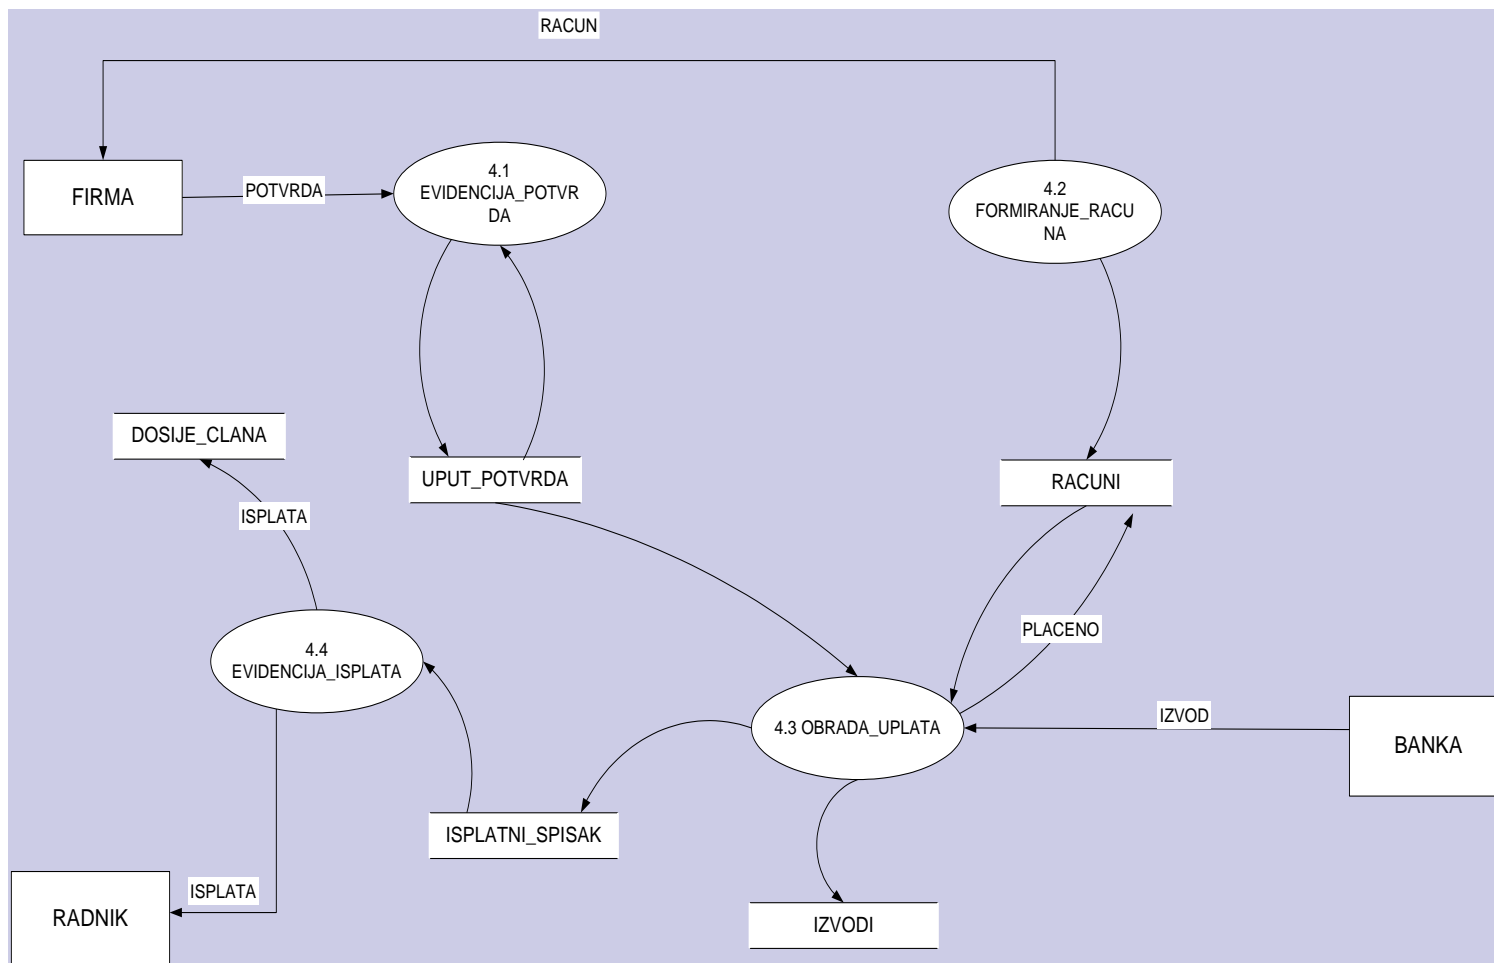 RACUN
FIRMA
POTVRDA
4.1
EVIDENCIJA_POTVR
DA
4.2
FORMIRANJE_RACU
NA
DOSIJE_CLANA
UPUT_POTVRDA
RACUNI
ISPLATA
PLACENO
4.4
EVIDENCIJA_ISPLATA
4.3 OBRADA_UPLATA
IZVOD
BANKA
ISPLATNI_SPISAK
ISPLATA
RADNIK
IZVODI